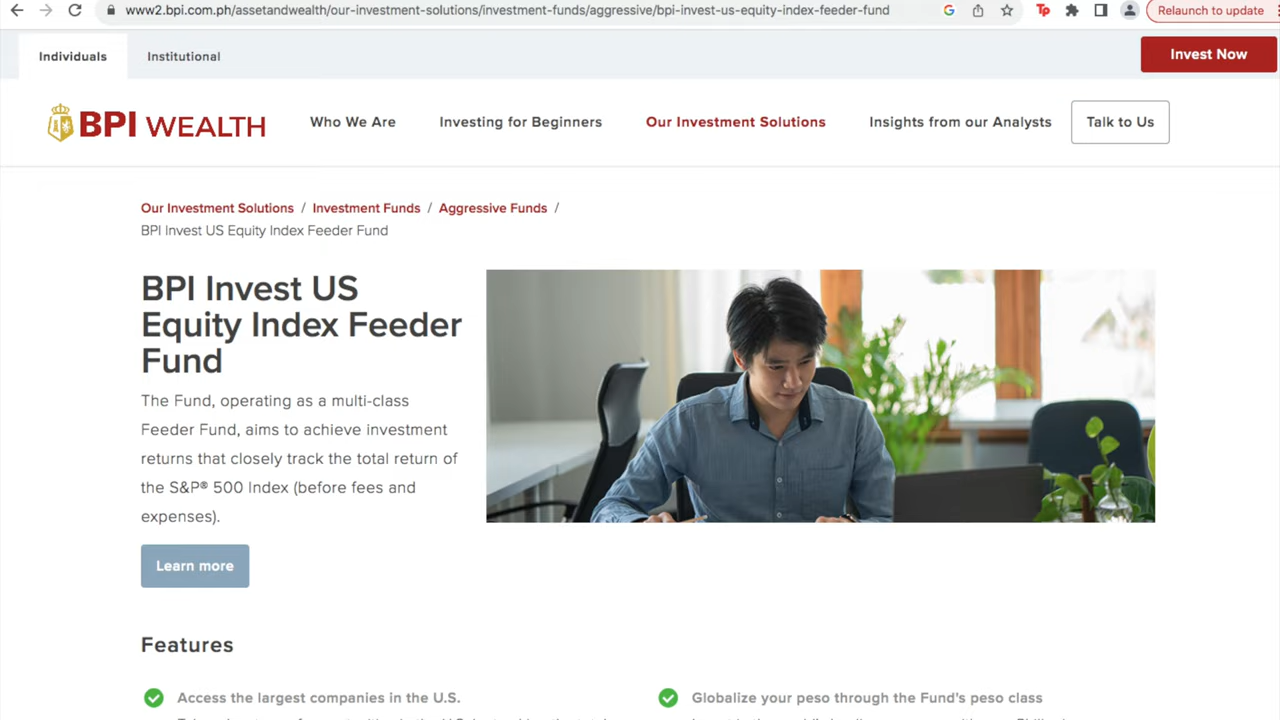 www2.bpi.com.ph/assetandwealth/our-investment-solutions/investment-funds/aggressive/bpi-invest-us-equity-index-feeder-fund
Relaunch to update
Individuals
Institutional
Invest Now
BPI WEALTH
Who We Are
Investing for Beginners
Our Investment Solutions
Insights from our Analysts
Talk to Us
Our Investment Solutions / Investment Funds / Aggressive Funds /
BPI Invest US Equity Index Feeder Fund
BPI Invest US
Equity Index Feeder
Fund
The Fund, operating as a multi-class
Feeder Fund, aims to achieve investment
returns that closely track the total return of
the S&P® 500 Index (before fees and
expenses).
Learn more
Features
Access the largest companies in the U.S.
Globalize your peso through the Fund's peso class